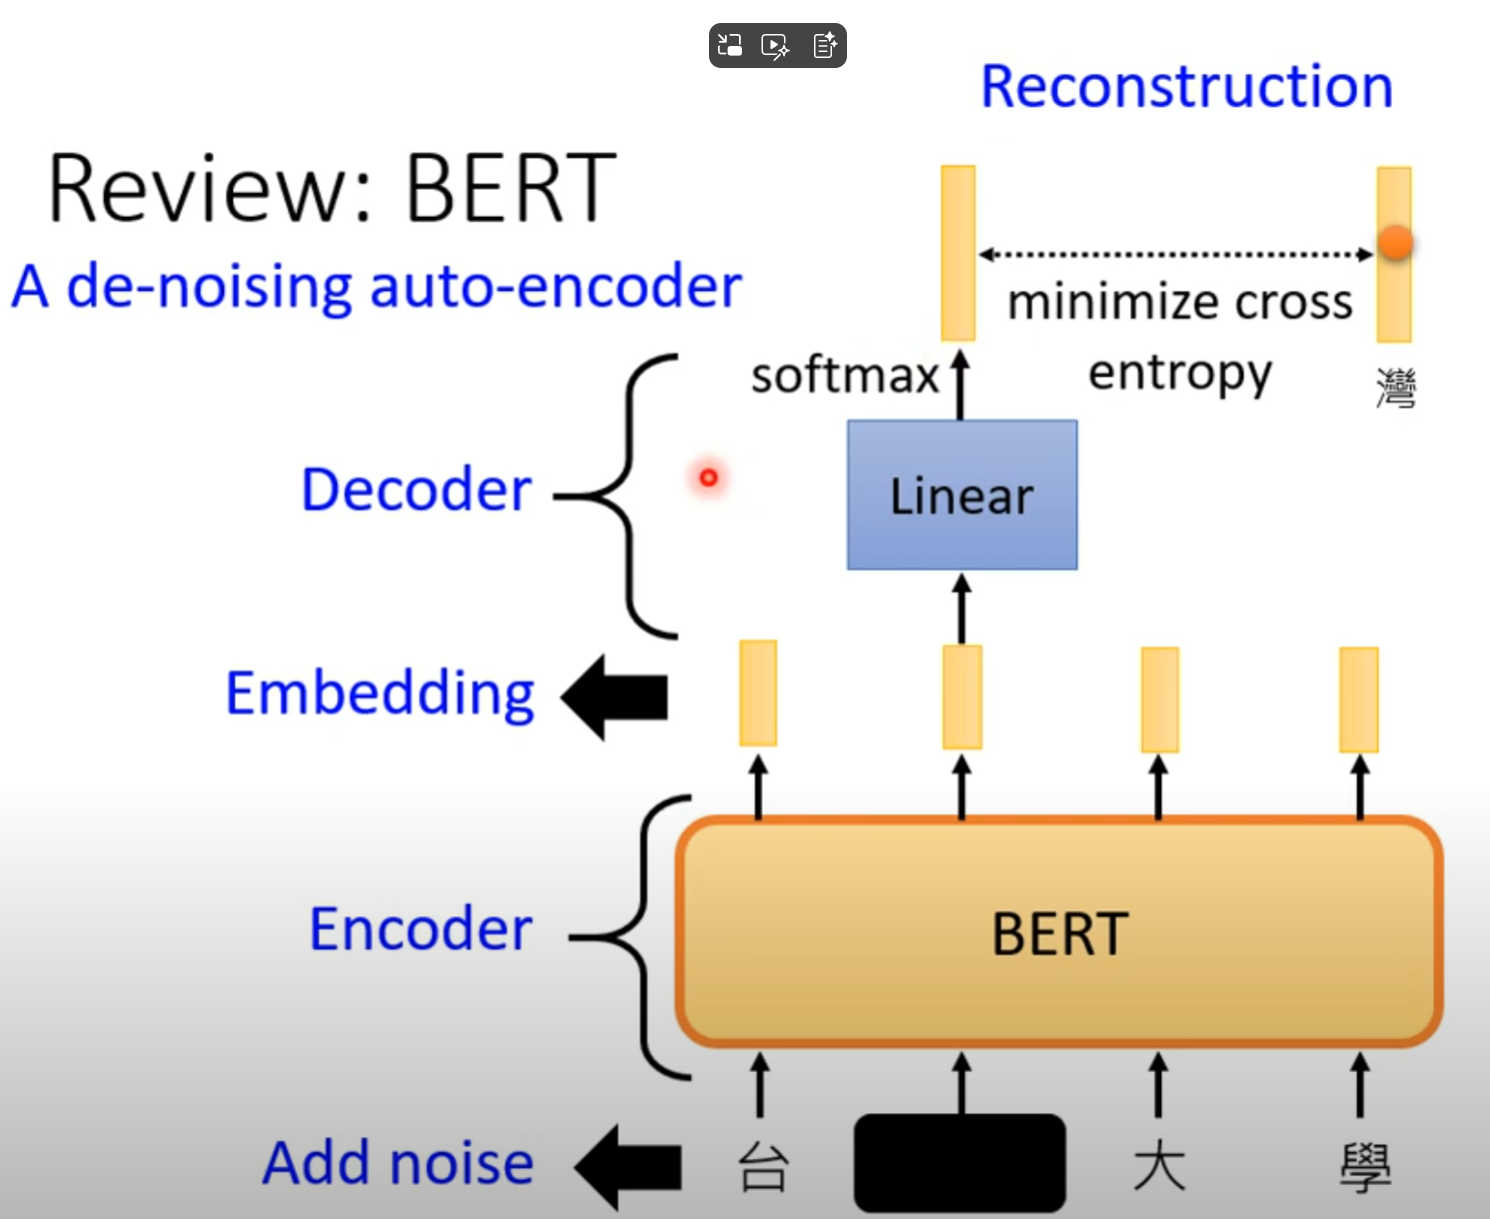 Reconstruction
Review: BERT
A de-noising auto-encoder
minimize cross
entropy
softmax
灣
Decoder
Linear
Embedding
Encoder
BERT
Add noise
台 大 學